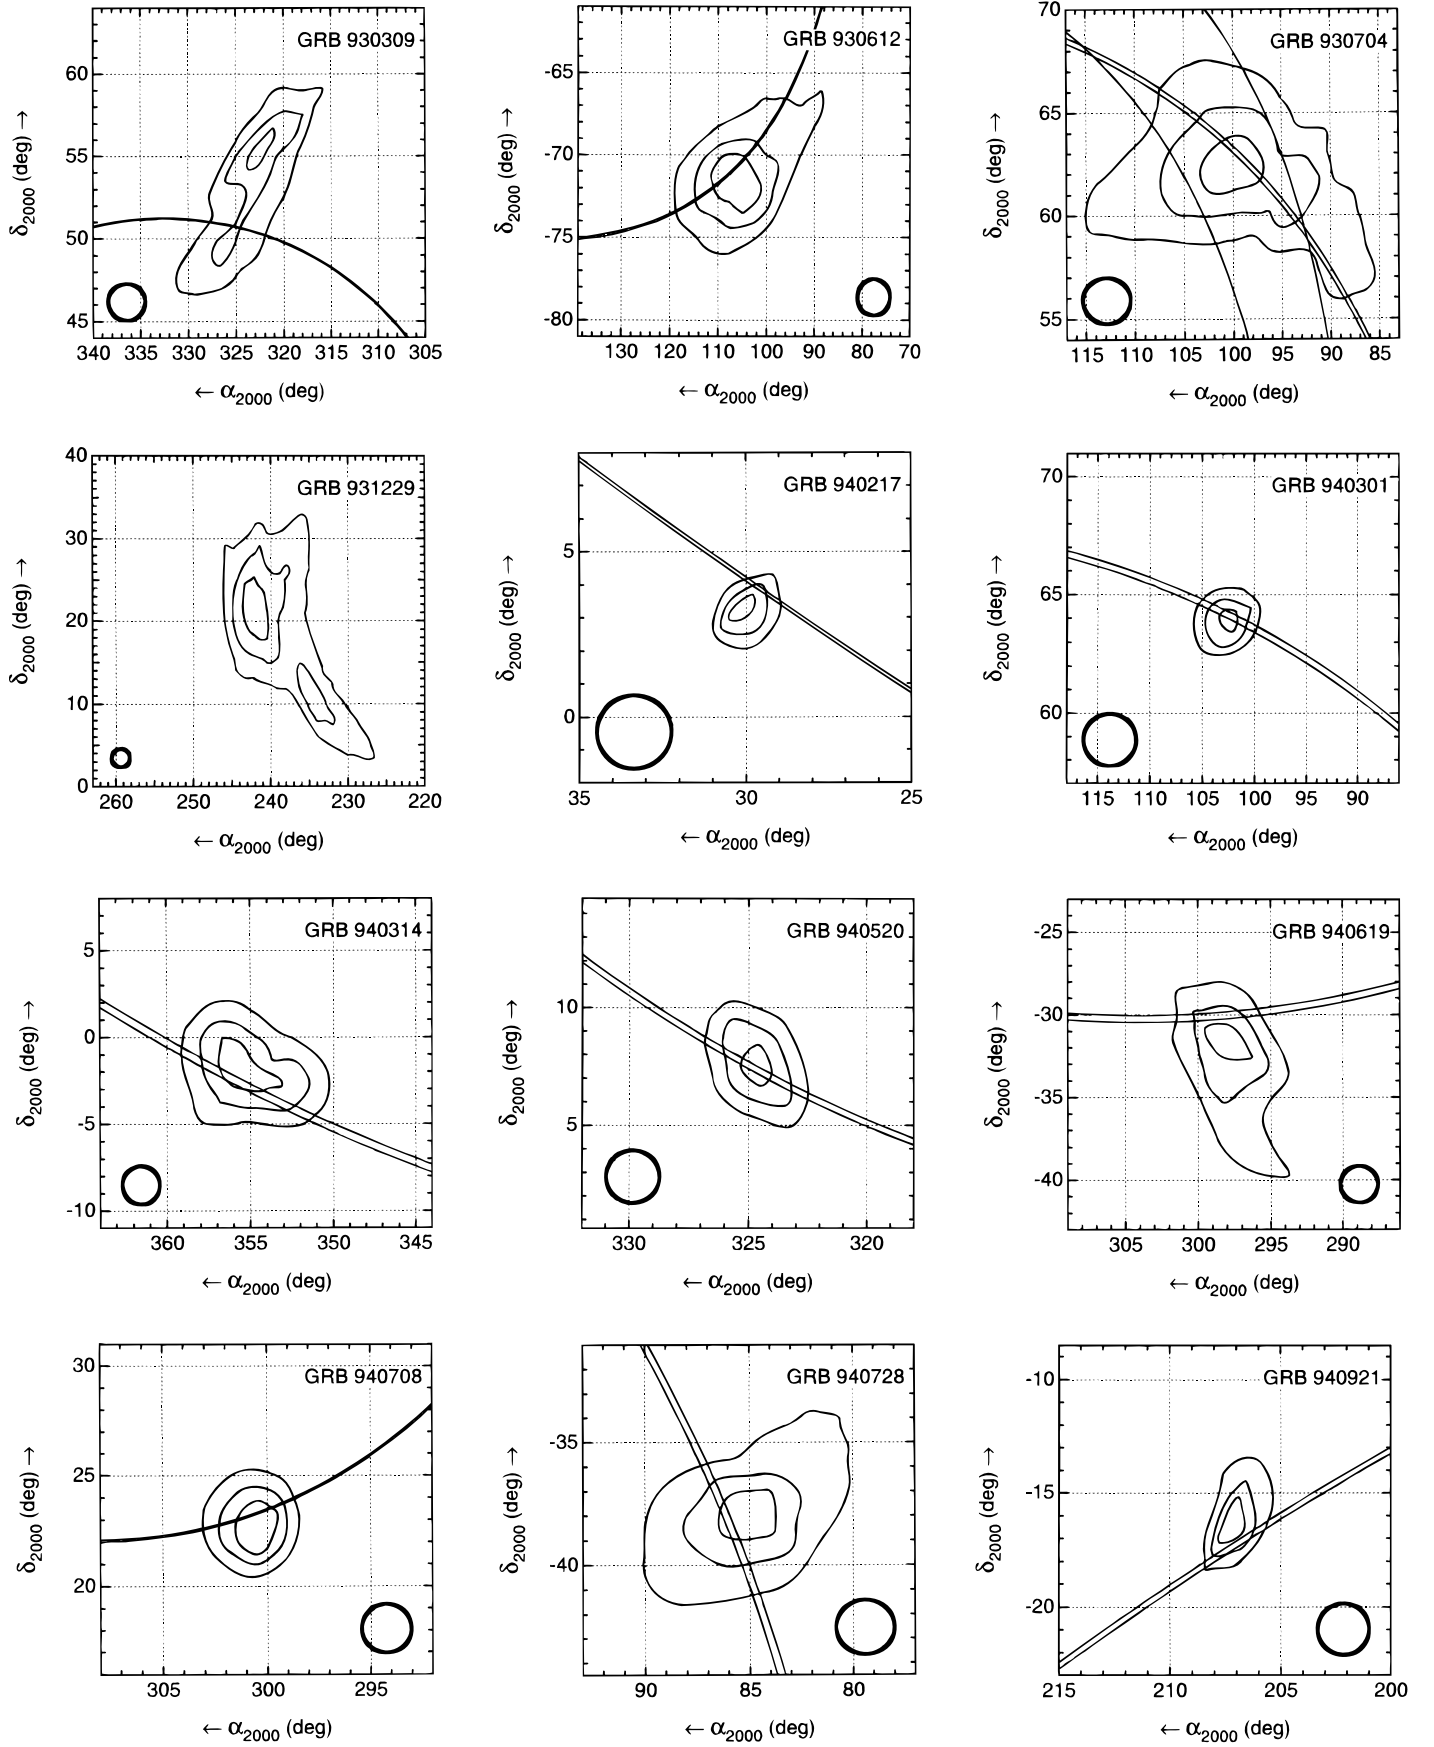 GRB 930309
60
55
50
45
δ2000 (deg) →
340 335 330 325 320 315 310 305
← α2000 (deg)
GRB 930612
-65
-70
-75
-80
δ2000 (deg) →
130 120 110 100 90 80 70
← α2000 (deg)
GRB 930704
70
65
60
55
δ2000 (deg) →
115 110 105 100 95 90 85
← α2000 (deg)
GRB 931229
40
30
20
10
0
δ2000 (deg) →
260 250 240 230 220
← α2000 (deg)
GRB 940217
5
0
δ2000 (deg) →
35 30 25
← α2000 (deg)
GRB 940301
70
65
60
δ2000 (deg) →
115 110 105 100 95 90
← α2000 (deg)
GRB 940314
5
0
-5
-10
δ2000 (deg) →
360 355 350 345
← α2000 (deg)
GRB 940520
10
5
δ2000 (deg) →
330 325 320
← α2000 (deg)
GRB 940619
-25
-30
-35
-40
δ2000 (deg) →
305 300 295 290
← α2000 (deg)
GRB 940708
30
25
20
δ2000 (deg) →
305 300 295
← α2000 (deg)
GRB 940728
-35
-40
δ2000 (deg) →
90 85 80
← α2000 (deg)
GRB 940921
-10
-15
-20
δ2000 (deg) →
215 210 205 200
← α2000 (deg)